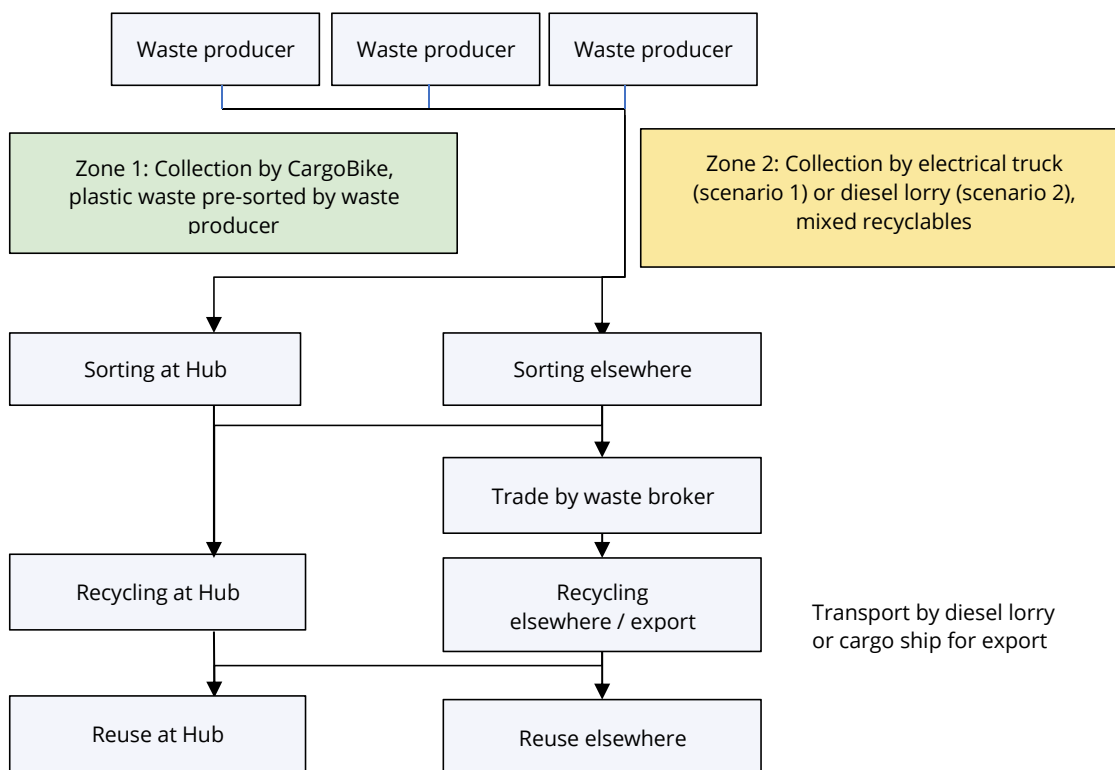 Waste producer
Waste producer
Waste producer
Zone 1: Collection by CargoBike,
plastic waste pre-sorted by waste
producer
Zone 2: Collection by electrical truck
(scenario 1) or diesel lorry (scenario 2),
mixed recyclables
Sorting at Hub
Sorting elsewhere
Trade by waste broker
Recycling at Hub
Recycling
elsewhere / export
Transport by diesel lorry
or cargo ship for export
Reuse at Hub
Reuse elsewhere